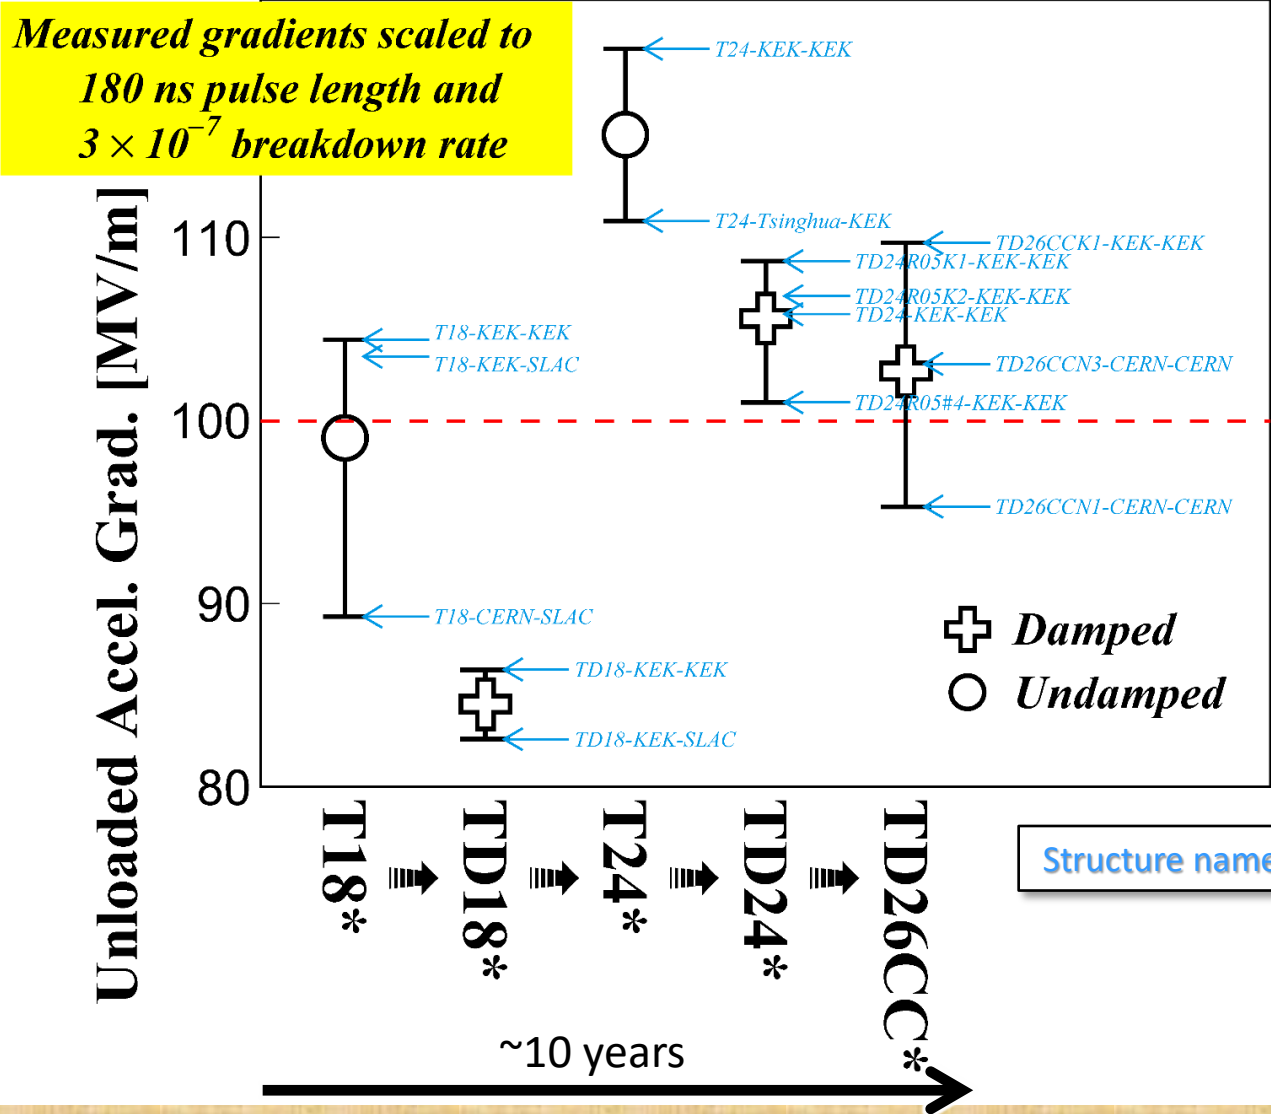 Measured gradients scaled to
180 ns pulse length and
3 × 10⁻⁷ breakdown rate
Unloaded Accel. Grad. [MV/m]
110
100
90
80
T24-KEK-KEK
T24-Tsinghua-KEK
TD26CCK1-KEK-KEK
TD24R05K1-KEK-KEK
TD24R05K2-KEK-KEK
TD24-KEK-KEK
T18-KEK-KEK
T18-KEK-SLAC
TD26CCN3-CERN-CERN
TD24R05#4-KEK-KEK
TD26CCN1-CERN-CERN
T18-CERN-SLAC
TD18-KEK-KEK
TD18-KEK-SLAC
Damped
Undamped
T18*
TD18*
T24*
TD24*
TD26CC*
Structure name
~10 years